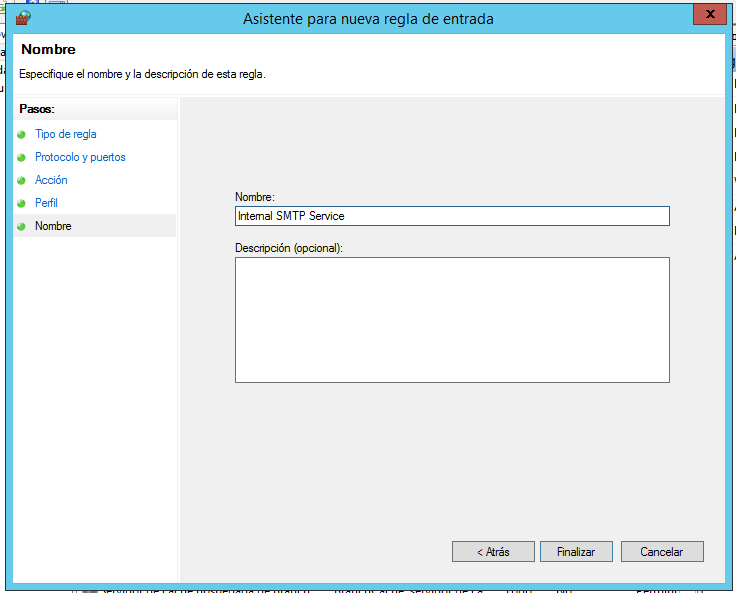 Asistente para nueva regla de entrada
x
Nombre
Especifique el nombre y la descripción de esta regla.
Pasos:
Tipo de regla
Protocolo y puertos
Acción
Perfil
Nombre
Nombre:
Internal SMTP Service
Descripción (opcional):
< Atrás
Finalizar
Cancelar